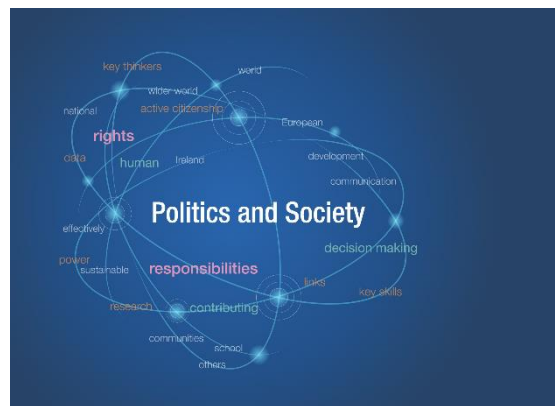 key thinkers
world
wider world
national
active citizenship
European
rights
data
human
Ireland
development
communication
Politics and Society
effectively
decision making
power
sustainable
responsibilities
links
key skills
research
contributing
communities
school
others